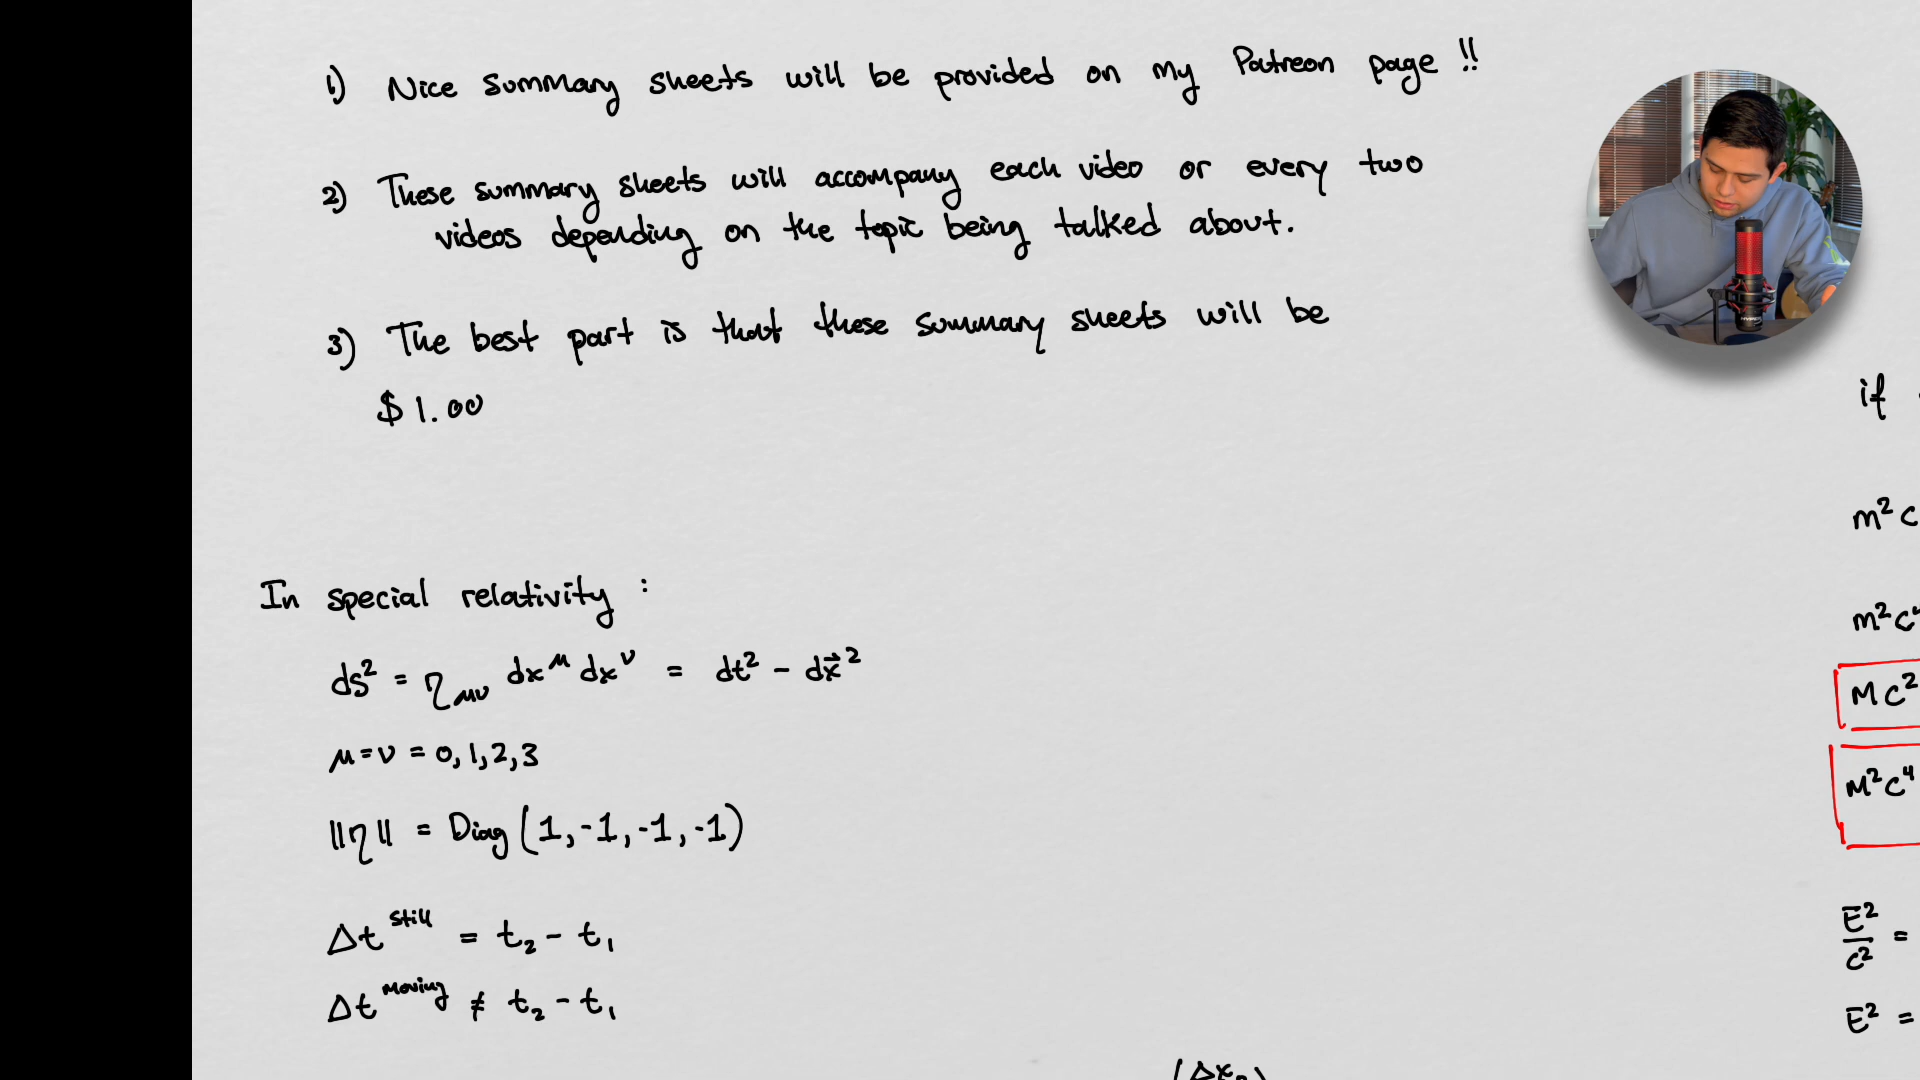 1) Nice summary sheets will be provided on my Patreon page !!
2) These summary sheets will accompany each video or every two
videos depending on the topic being talked about.
3) The best part is that these summary sheets will be
$ 1.00
if
m² c
In special relativity :
m² c⁴
ds² = η_μν dx^μ dx^ν = dt² - dx⃗²
Mc²
μ = ν = 0, 1, 2, 3
M²c⁴
||η|| = Diag (1, -1, -1, -1)
Δt^still = t₂ - t₁
E²/c² =
Δt^moving ≠ t₂ - t₁
E² =